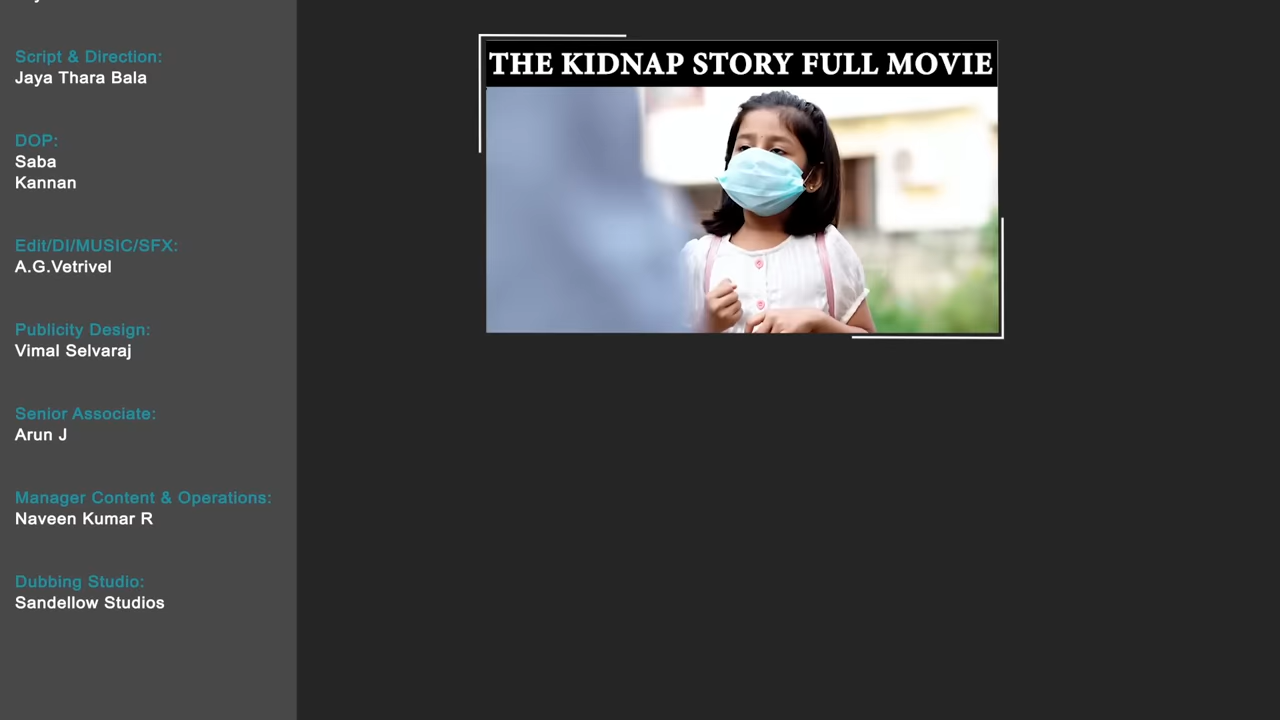 Script & Direction:
Jaya Thara Bala
DOP:
Saba
Kannan
Edit/DI/MUSIC/SFX:
A.G.Vetrivel
Publicity Design:
Vimal Selvaraj
Senior Associate:
Arun J
Manager Content & Operations:
Naveen Kumar R
Dubbing Studio:
Sandellow Studios
THE KIDNAP STORY FULL MOVIE